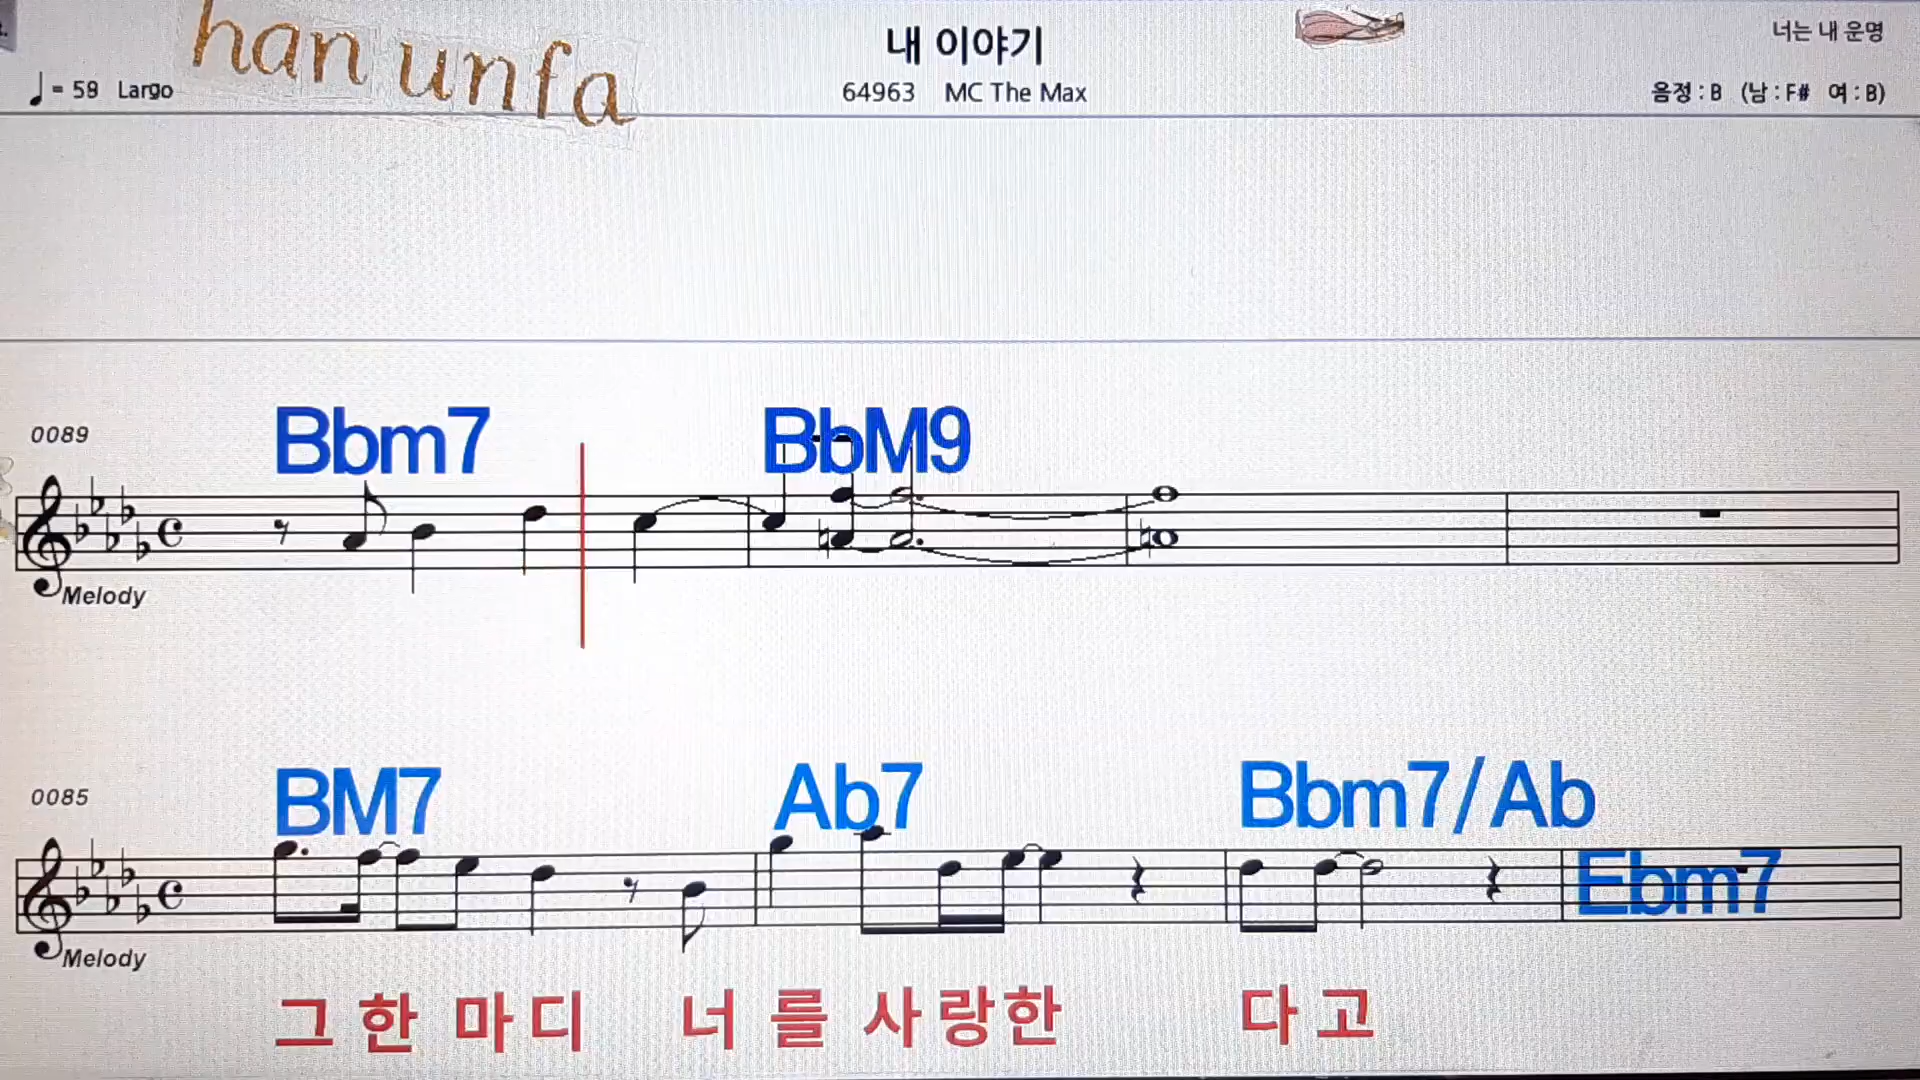 han unfa
내 이야기
너는 내 운명
♩= 59 Largo
64963 MC The Max
음정 : B (남 : F# 여 : B)
Bbm7 BbM9
0089
Melody
BM7 Ab7 Bbm7/Ab
0085
Ebm7
Melody
그 한 마 디 너 를 사 랑 한 다 고